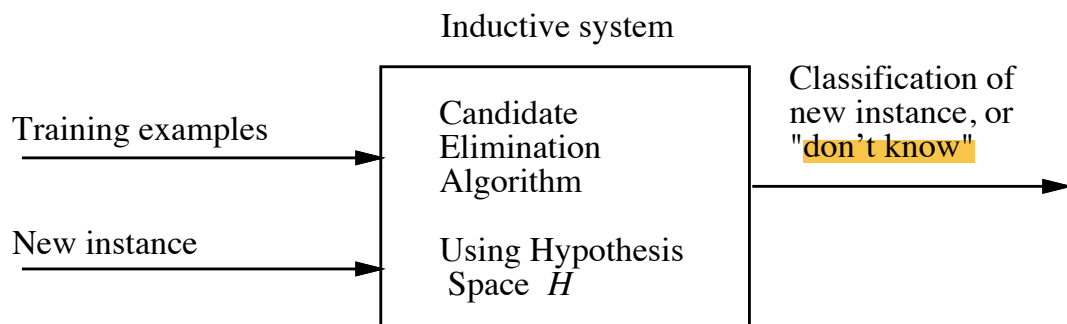 Inductive system
Training examples
New instance
Candidate
Elimination
Algorithm
Using Hypothesis
Space H
Classification of
new instance, or
"don’t know"